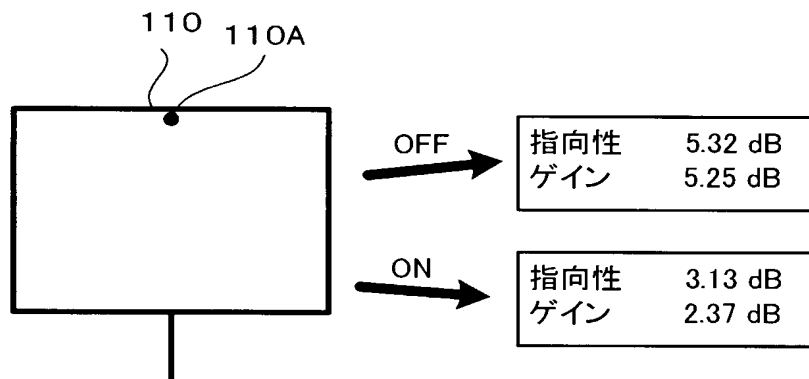 110
110A
OFF
指向性 5.32 dB
ゲイン 5.25 dB
ON
指向性 3.13 dB
ゲイン 2.37 dB